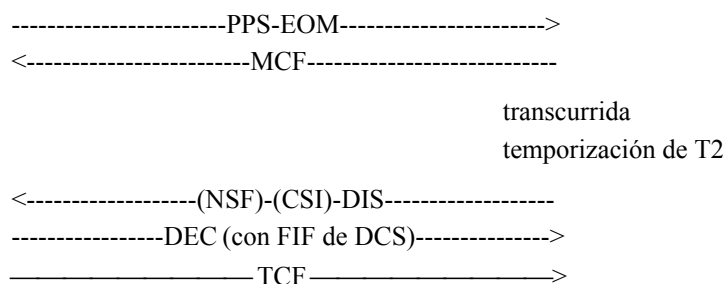 ------------------------PPS-EOM----------------------->
<-------------------------MCF----------------------------
transcurrida
temporización de T2
<-------------------(NSF)-(CSI)-DIS-------------------
-----------------DEC (con FIF de DCS)--------------->
—————————TCF—————————>